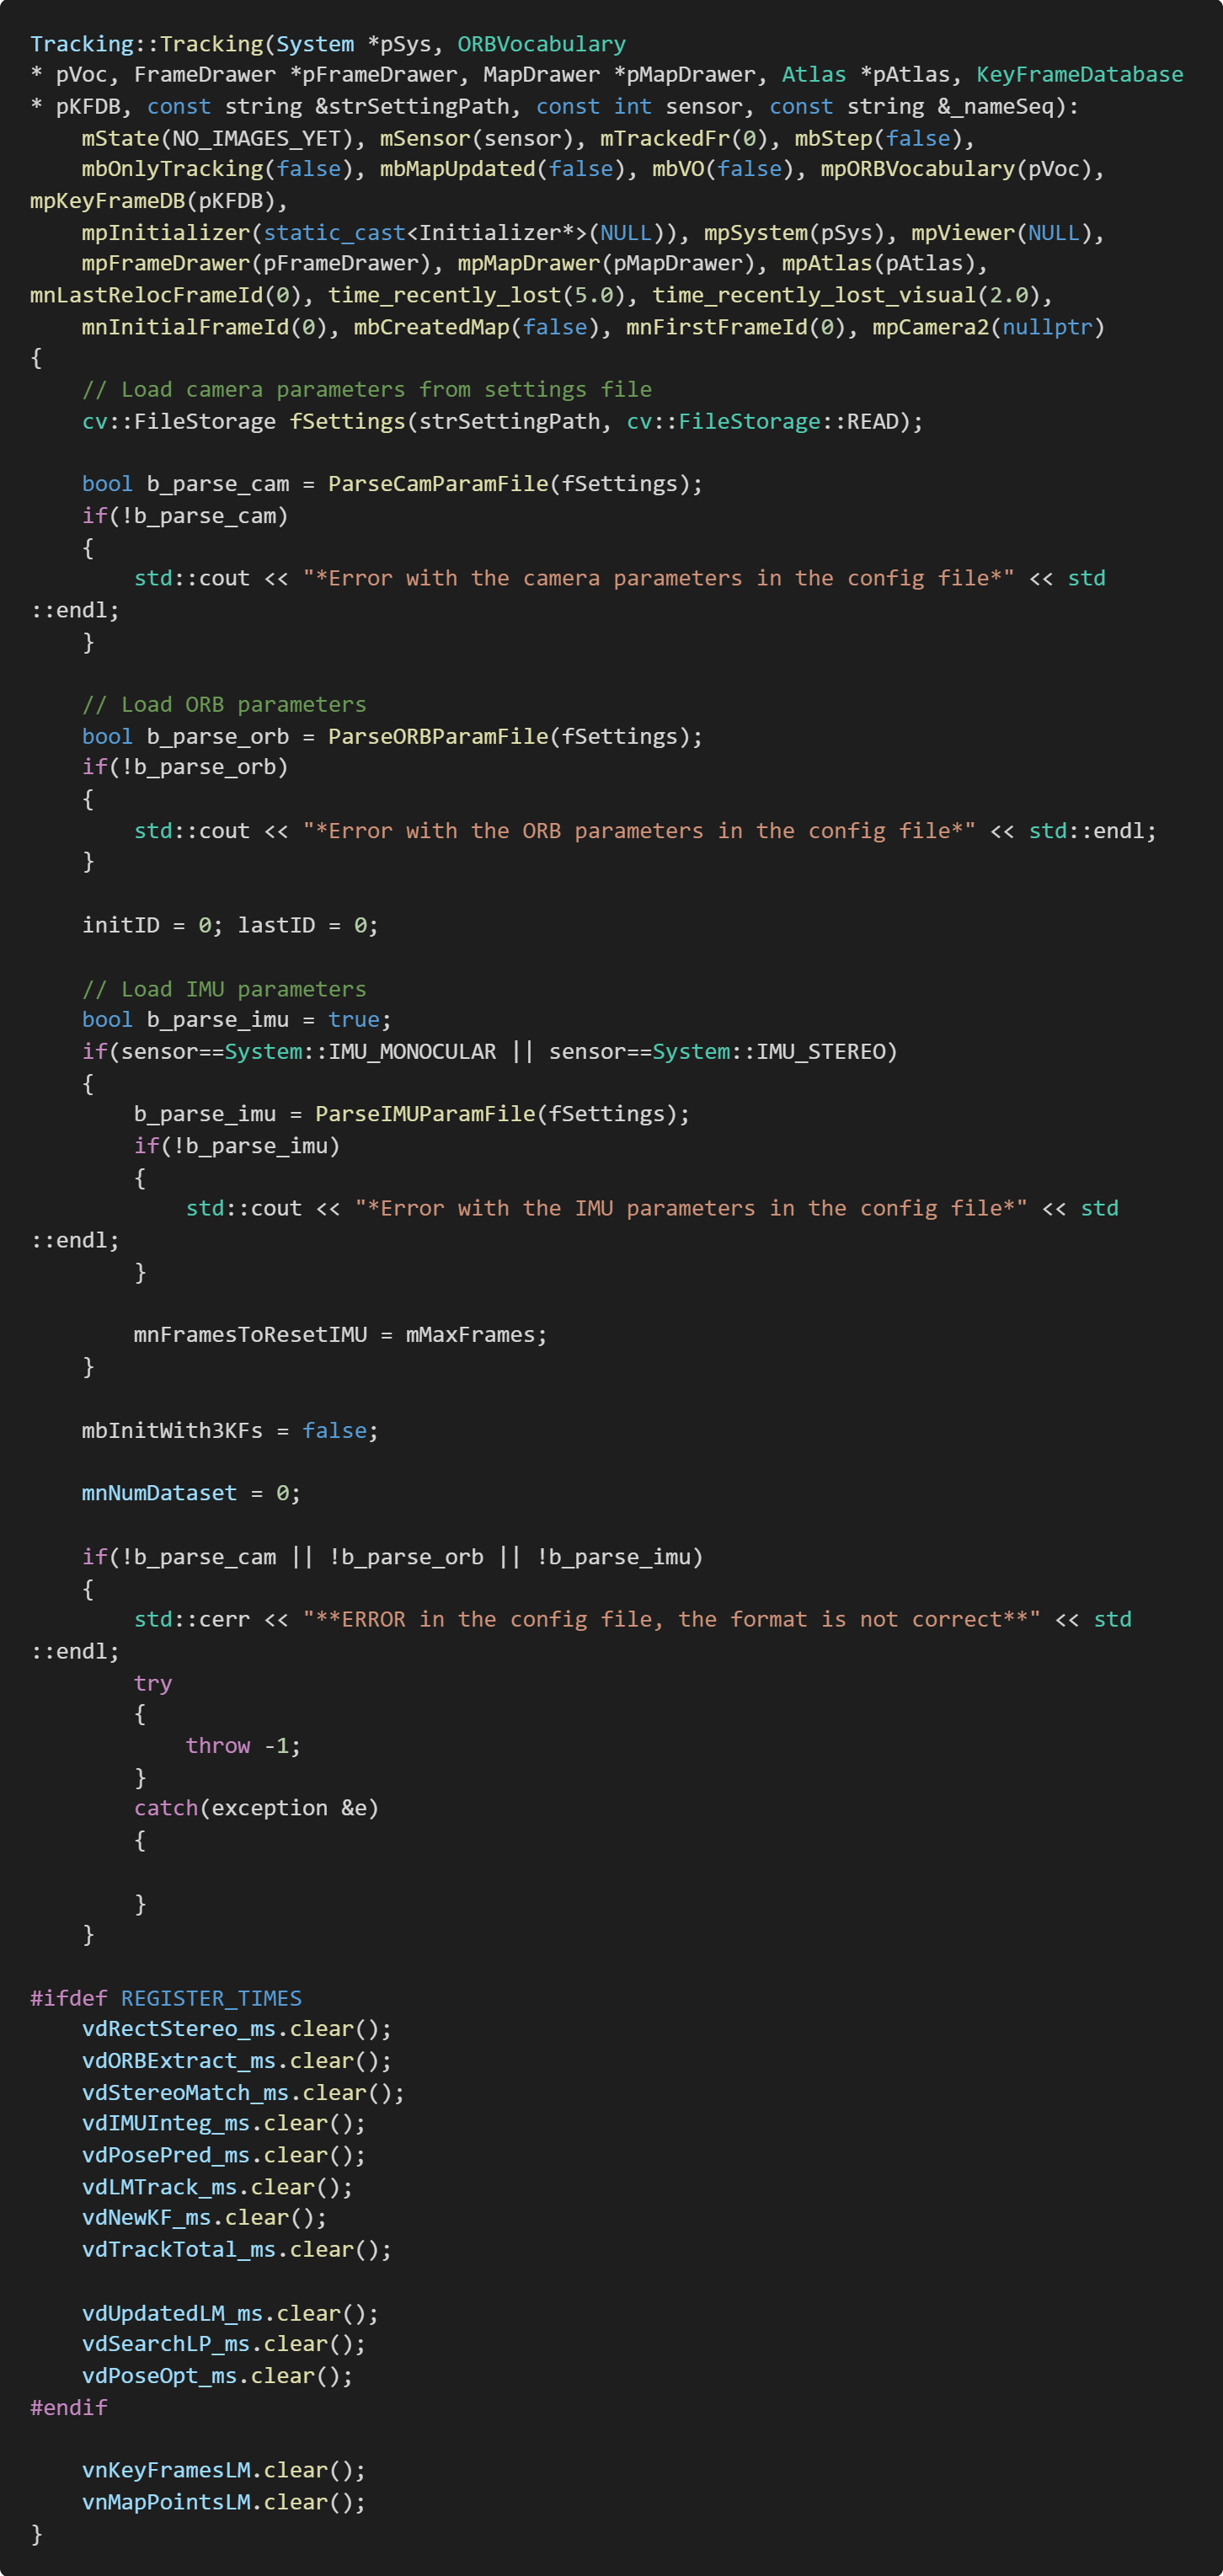 Tracking::Tracking(System *pSys, ORBVocabulary
* pVoc, FrameDrawer *pFrameDrawer, MapDrawer *pMapDrawer, Atlas *pAtlas, KeyFrameDatabase
* pKFDB, const string &strSettingPath, const int sensor, const string &_nameSeq):
    mState(NO_IMAGES_YET), mSensor(sensor), mTrackedFr(0), mbStep(false),
    mbOnlyTracking(false), mbMapUpdated(false), mbVO(false), mpORBVocabulary(pVoc),
mpKeyFrameDB(pKFDB),
    mpInitializer(static_cast<Initializer*>(NULL)), mpSystem(pSys), mpViewer(NULL),
    mpFrameDrawer(pFrameDrawer), mpMapDrawer(pMapDrawer), mpAtlas(pAtlas),
mnLastRelocFrameId(0), time_recently_lost(5.0), time_recently_lost_visual(2.0),
    mnInitialFrameId(0), mbCreatedMap(false), mnFirstFrameId(0), mpCamera2(nullptr)
{
    // Load camera parameters from settings file
    cv::FileStorage fSettings(strSettingPath, cv::FileStorage::READ);

    bool b_parse_cam = ParseCamParamFile(fSettings);
    if(!b_parse_cam)
    {
        std::cout << "*Error with the camera parameters in the config file*" << std
::endl;
    }

    // Load ORB parameters
    bool b_parse_orb = ParseORBParamFile(fSettings);
    if(!b_parse_orb)
    {
        std::cout << "*Error with the ORB parameters in the config file*" << std::endl;
    }

    initID = 0; lastID = 0;

    // Load IMU parameters
    bool b_parse_imu = true;
    if(sensor==System::IMU_MONOCULAR || sensor==System::IMU_STEREO)
    {
        b_parse_imu = ParseIMUParamFile(fSettings);
        if(!b_parse_imu)
        {
            std::cout << "*Error with the IMU parameters in the config file*" << std
::endl;
        }

        mnFramesToResetIMU = mMaxFrames;
    }

    mbInitWith3KFs = false;

    mnNumDataset = 0;

    if(!b_parse_cam || !b_parse_orb || !b_parse_imu)
    {
        std::cerr << "**ERROR in the config file, the format is not correct**" << std
::endl;
        try
        {
            throw -1;
        }
        catch(exception &e)
        {

        }
    }

#ifdef REGISTER_TIMES
    vdRectStereo_ms.clear();
    vdORBExtract_ms.clear();
    vdStereoMatch_ms.clear();
    vdIMUInteg_ms.clear();
    vdPosePred_ms.clear();
    vdLMTrack_ms.clear();
    vdNewKF_ms.clear();
    vdTrackTotal_ms.clear();

    vdUpdatedLM_ms.clear();
    vdSearchLP_ms.clear();
    vdPoseOpt_ms.clear();
#endif

    vnKeyFramesLM.clear();
    vnMapPointsLM.clear();
}